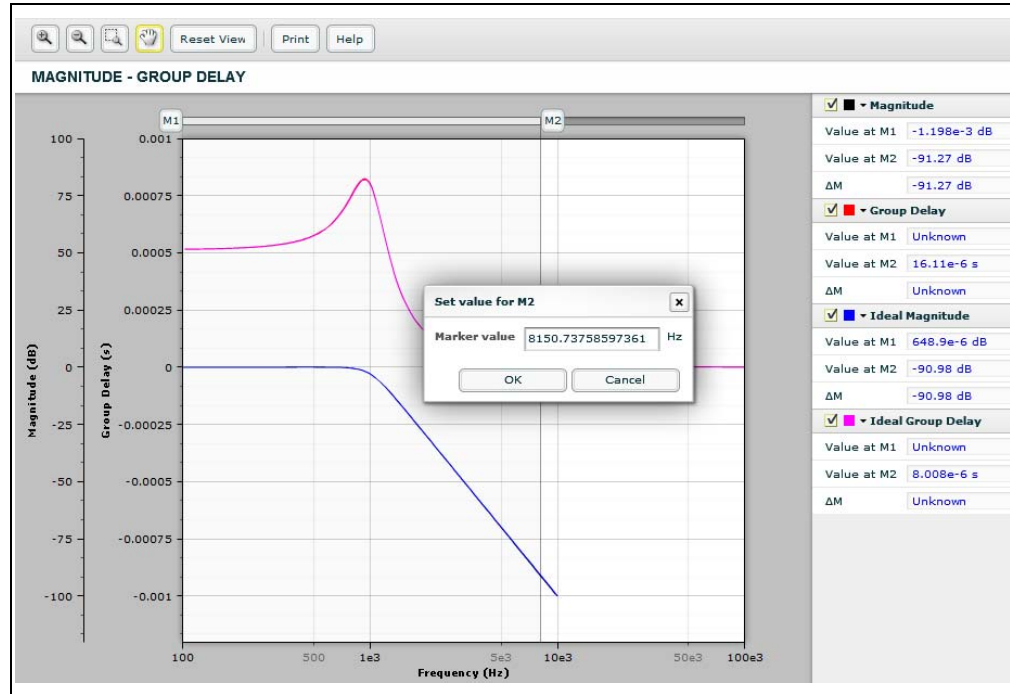 Reset View Print Help
MAGNITUDE - GROUP DELAY
M1 M2
100 0.001
75 0.00075
50 0.0005
25 0.00025
0 0
-25 -0.00025
-50 -0.0005
-75 -0.00075
-100 -0.001
Magnitude (dB)
Group Delay (s)
100 500 1e3 5e3 10e3 50e3 100e3
Frequency (Hz)
Set value for M2
x
Marker value 8150.73758597361 Hz
OK Cancel
Magnitude
Value at M1 -1.198e-3 dB
Value at M2 -91.27 dB
ΔM -91.27 dB
Group Delay
Value at M1 Unknown
Value at M2 16.11e-6 s
ΔM Unknown
Ideal Magnitude
Value at M1 648.9e-6 dB
Value at M2 -90.98 dB
ΔM -90.98 dB
Ideal Group Delay
Value at M1 Unknown
Value at M2 8.008e-6 s
ΔM Unknown